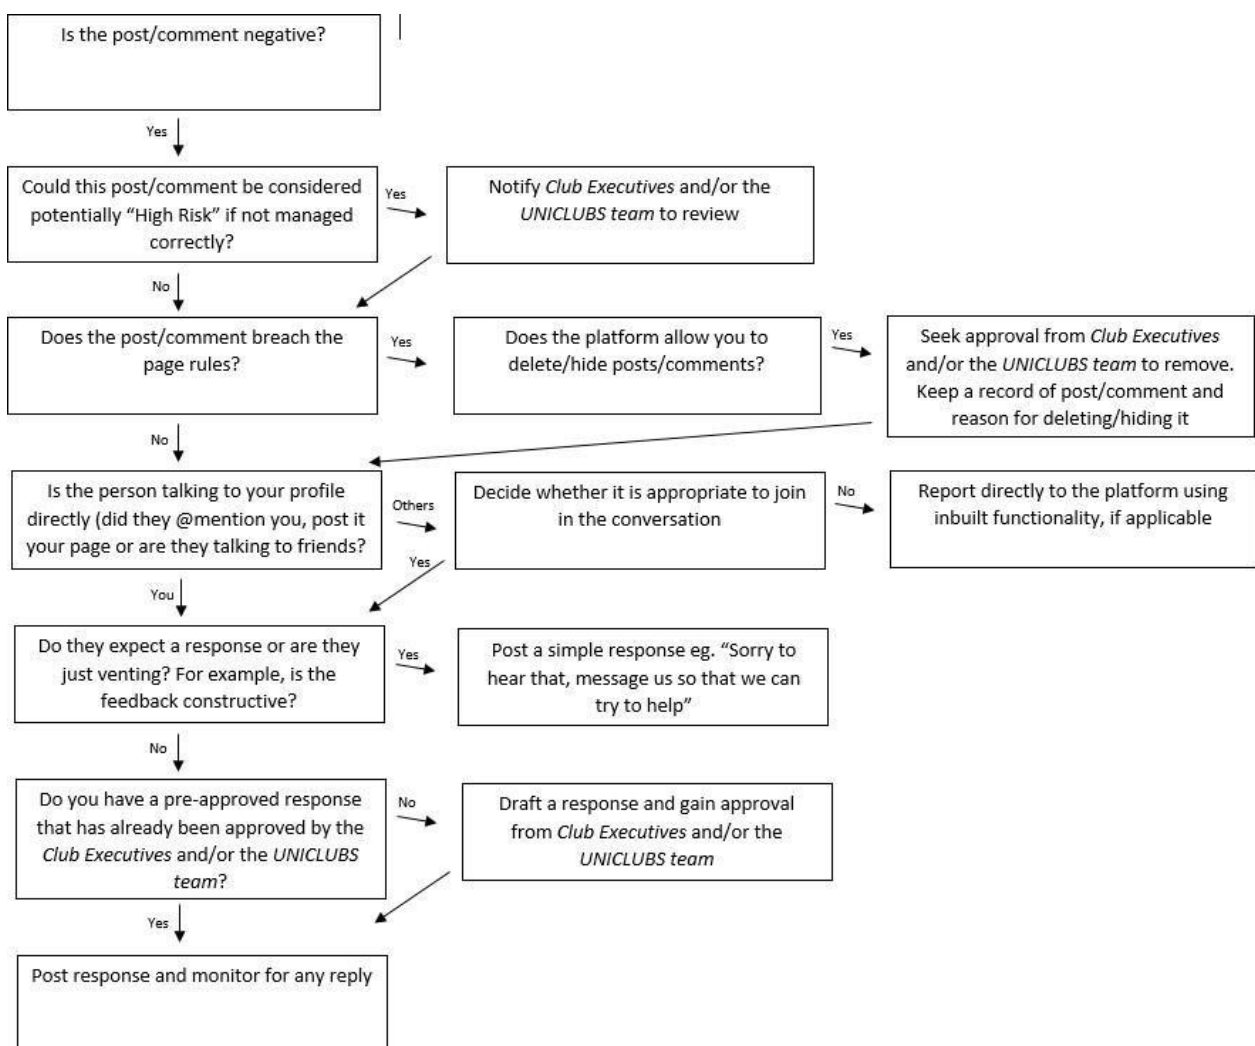 Is the post/comment negative?
Yes
Could this post/comment be considered
potentially “High Risk” if not managed
correctly?
Yes
Notify Club Executives and/or the
UNICLUBS team to review
No
Does the post/comment breach the
page rules?
Yes
Does the platform allow you to
delete/hide posts/comments?
Yes
Seek approval from Club Executives
and/or the UNICLUBS team to remove.
Keep a record of post/comment and
reason for deleting/hiding it
No
Is the person talking to your profile
directly (did they @mention you, post it
your page or are they talking to friends?
Others
Decide whether it is appropriate to join
in the conversation
No
Report directly to the platform using
inbuilt functionality, if applicable
Yes
You
Do they expect a response or are they
just venting? For example, is the
feedback constructive?
Yes
Post a simple response eg. “Sorry to
hear that, message us so that we can
try to help”
No
Do you have a pre-approved response
that has already been approved by the
Club Executives and/or the UNICLUBS
team?
No
Draft a response and gain approval
from Club Executives and/or the
UNICLUBS team
Yes
Post response and monitor for any reply